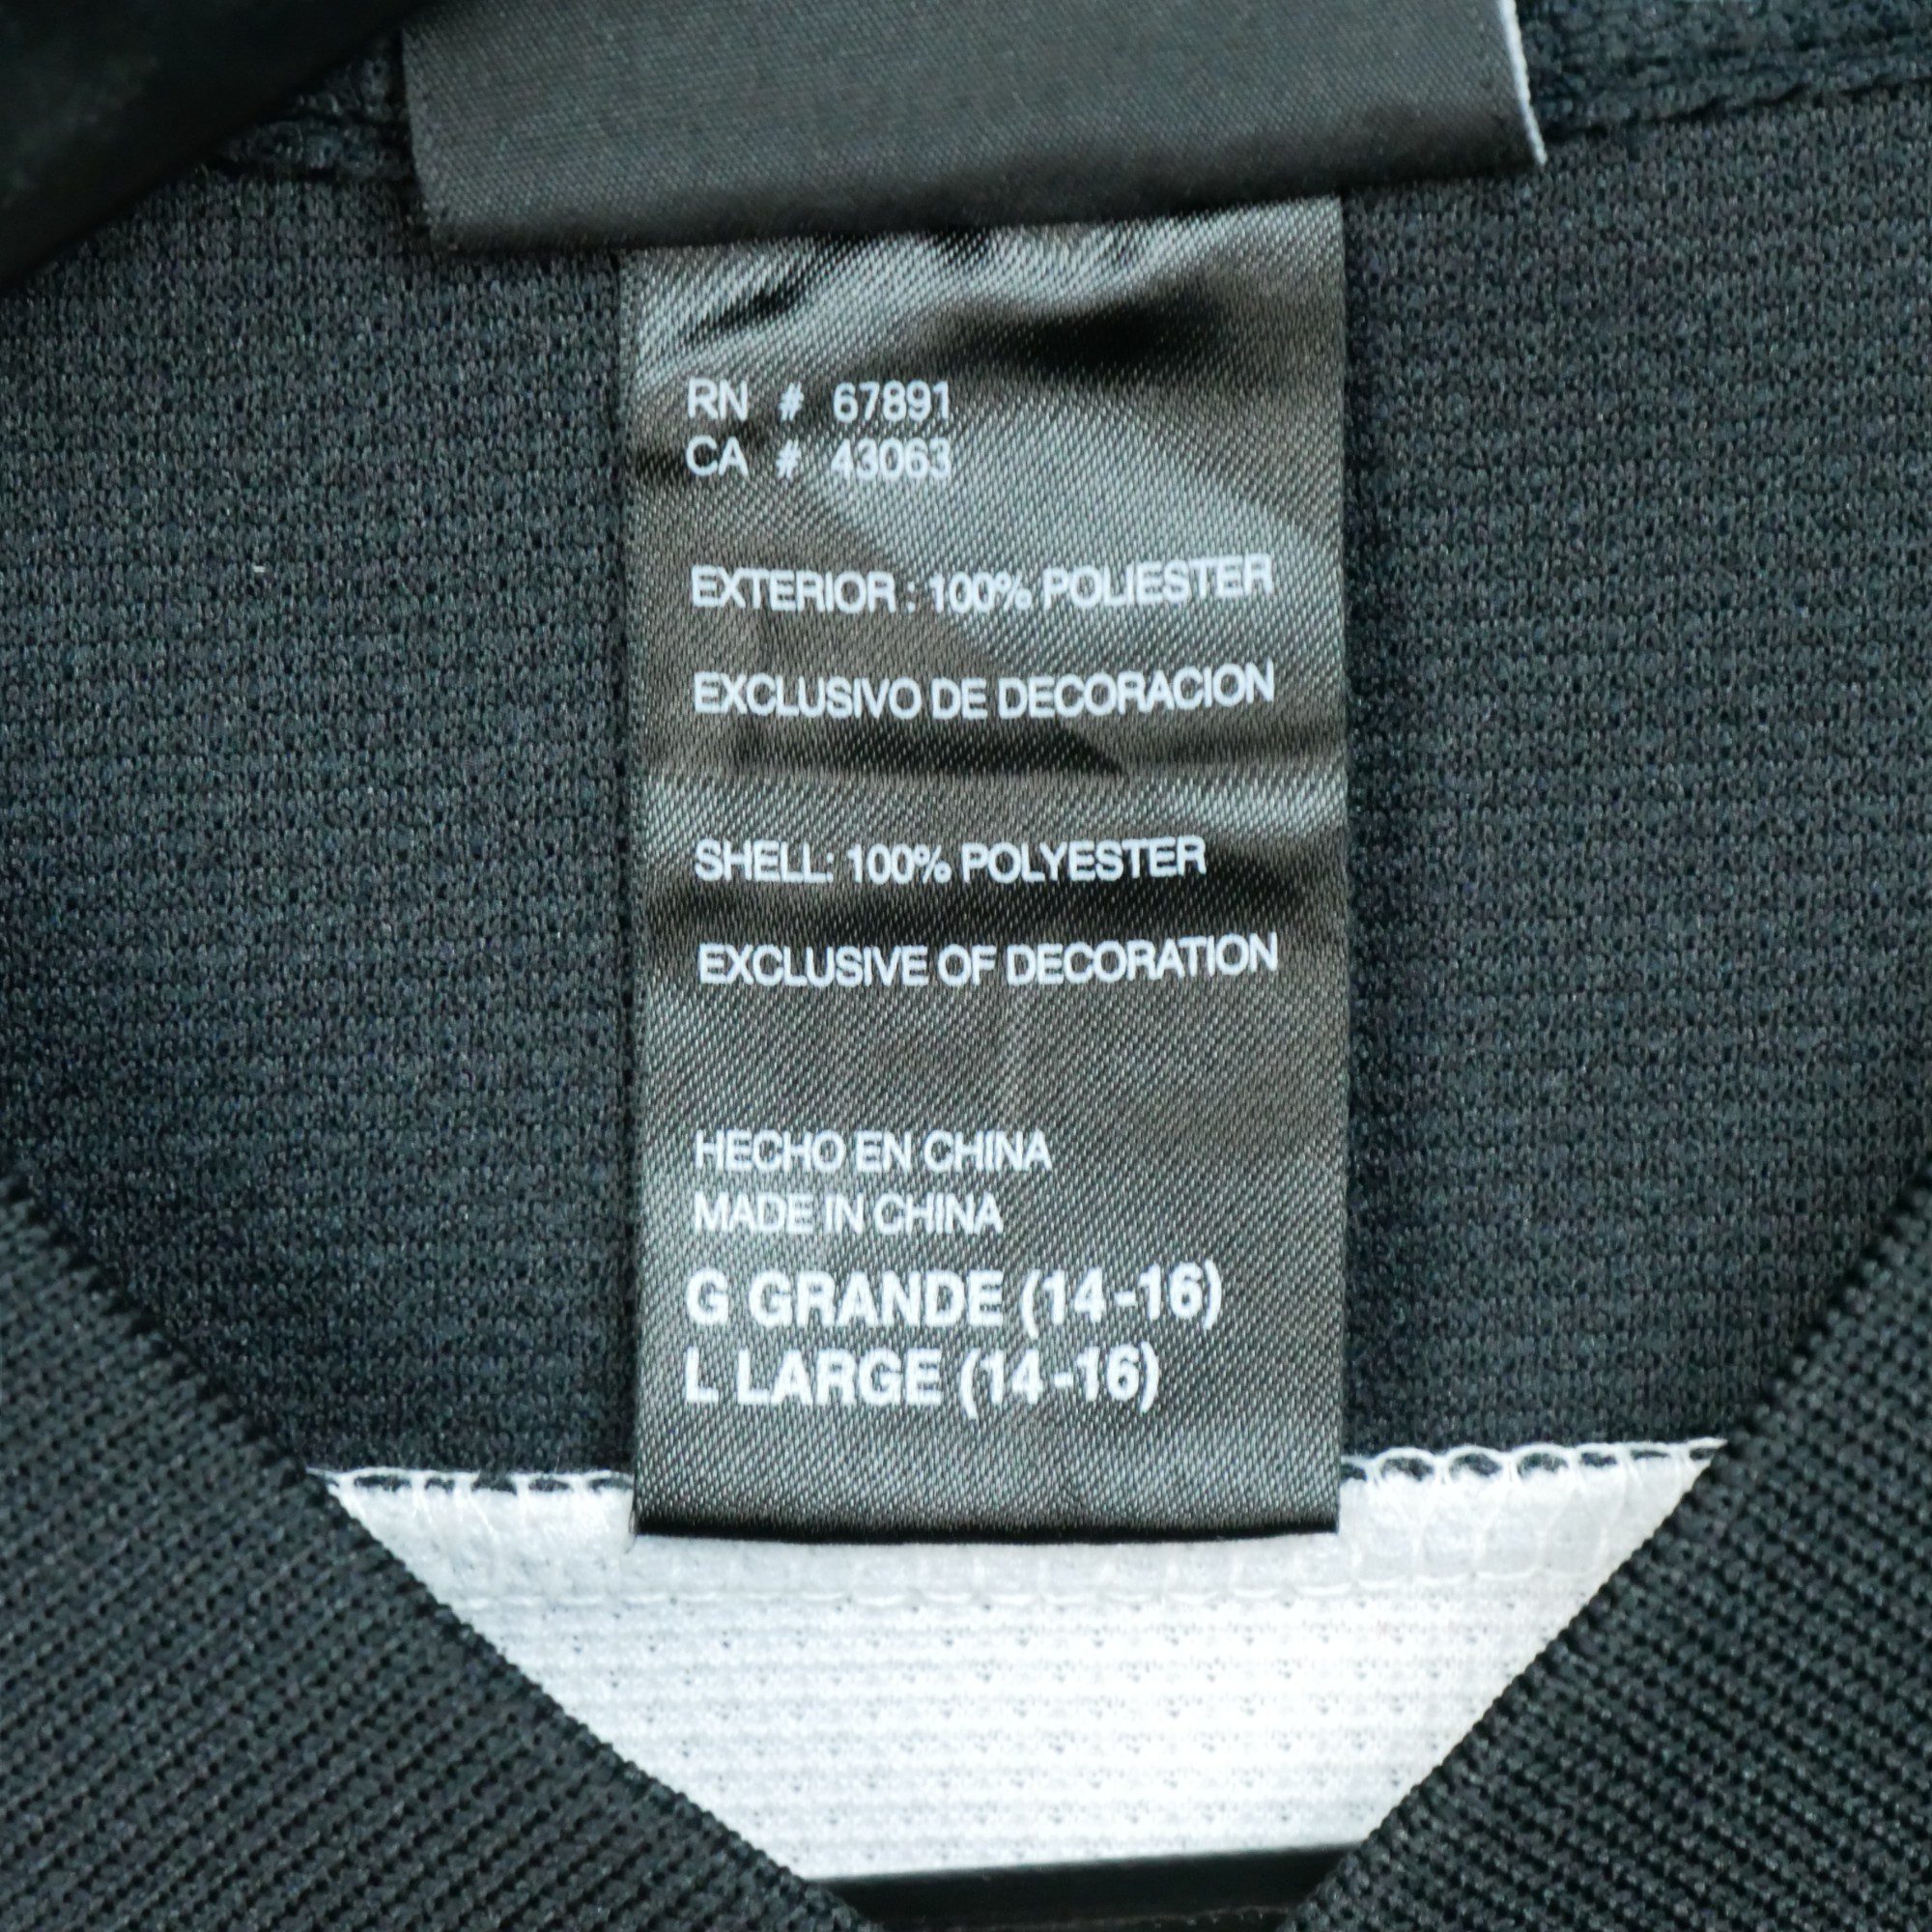 RN # 67891
CA # 43063
EXTERIOR : 100% POLIESTER
EXCLUSIVO DE DECORACION
SHELL: 100% POLYESTER
EXCLUSIVE OF DECORATION
HECHO EN CHINA
MADE IN CHINA
G GRANDE (14-16)
L LARGE (14-16)